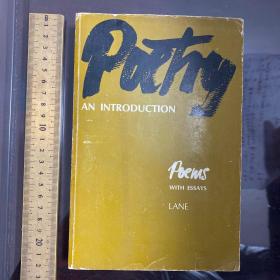 Poetry
AN INTRODUCTION
Poems
WITH ESSAYS
LANE